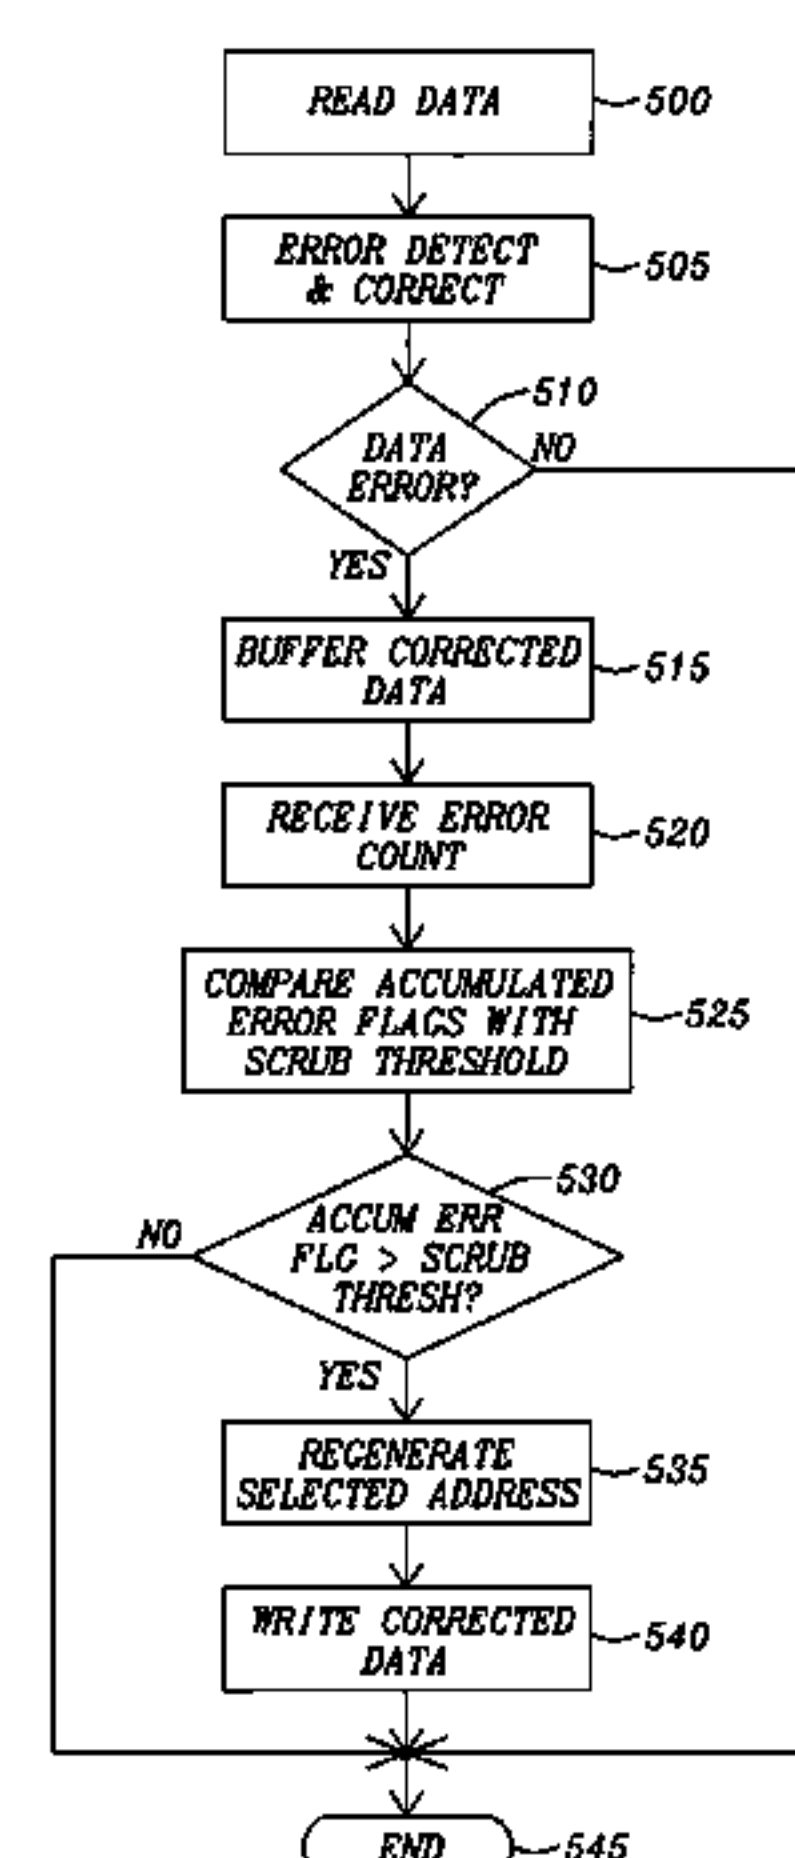 READ DATA
500
ERROR DETECT
& CORRECT
505
510
DATA
ERROR?
NO
YES
BUFFER CORRECTED
DATA
515
RECEIVE ERROR
COUNT
520
COMPARE ACCUMULATED
ERROR FLAGS WITH
SCRUB THRESHOLD
525
530
ACCUM ERR
FLG > SCRUB
THRESH?
NO
YES
REGENERATE
SELECTED ADDRESS
535
WRITE CORRECTED
DATA
540
END
545